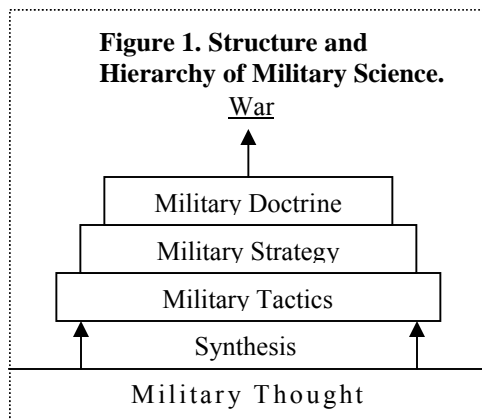 Figure 1. Structure and
Hierarchy of Military Science.
War
Military Doctrine
Military Strategy
Military Tactics
Synthesis
Military Thought